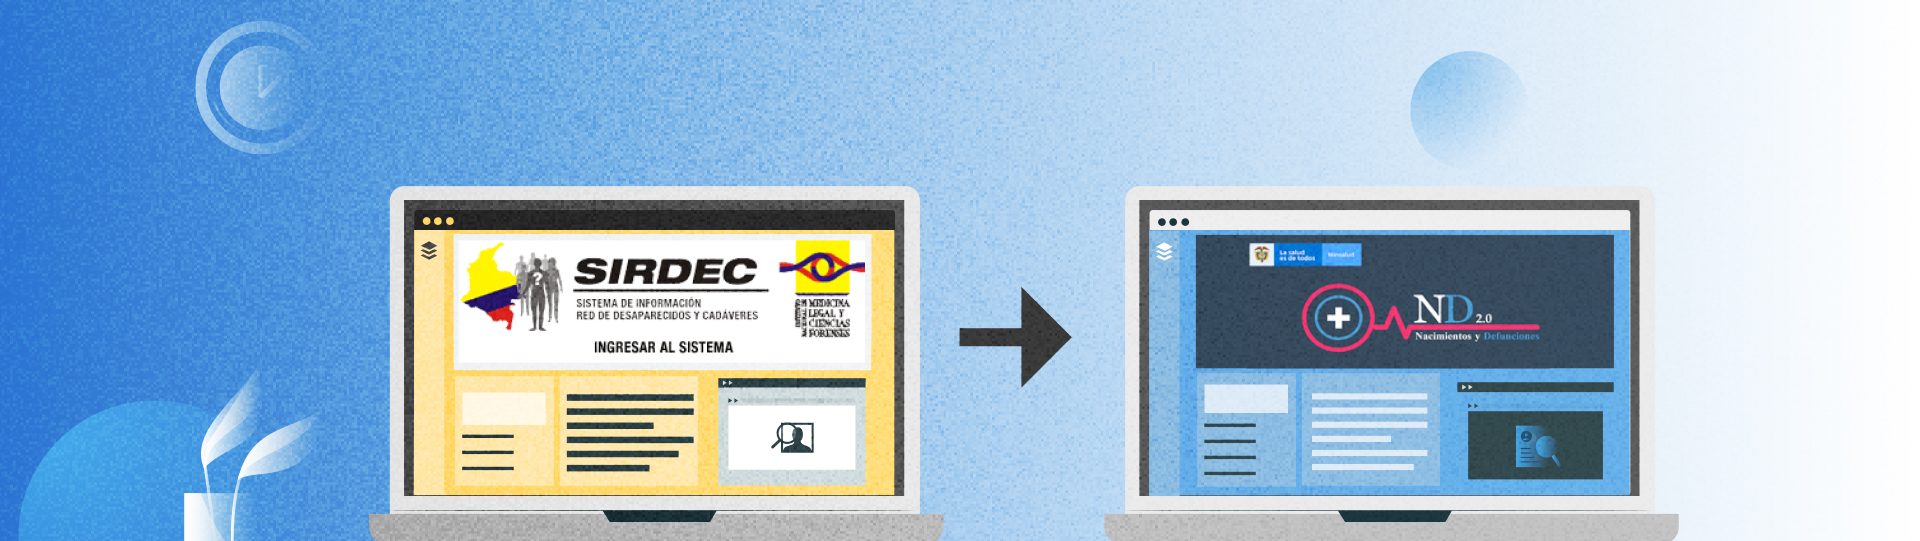 SIRDEC
SISTEMA DE INFORMACIÓN
RED DE DESAPARECIDOS Y CADÁVERES
INGRESAR AL SISTEMA
MEDICINA
LEGAL Y
CIENCIAS
FORENSES
La salud
es de todos
Minsalud
ND 2.0
Nacimientos y Defunciones